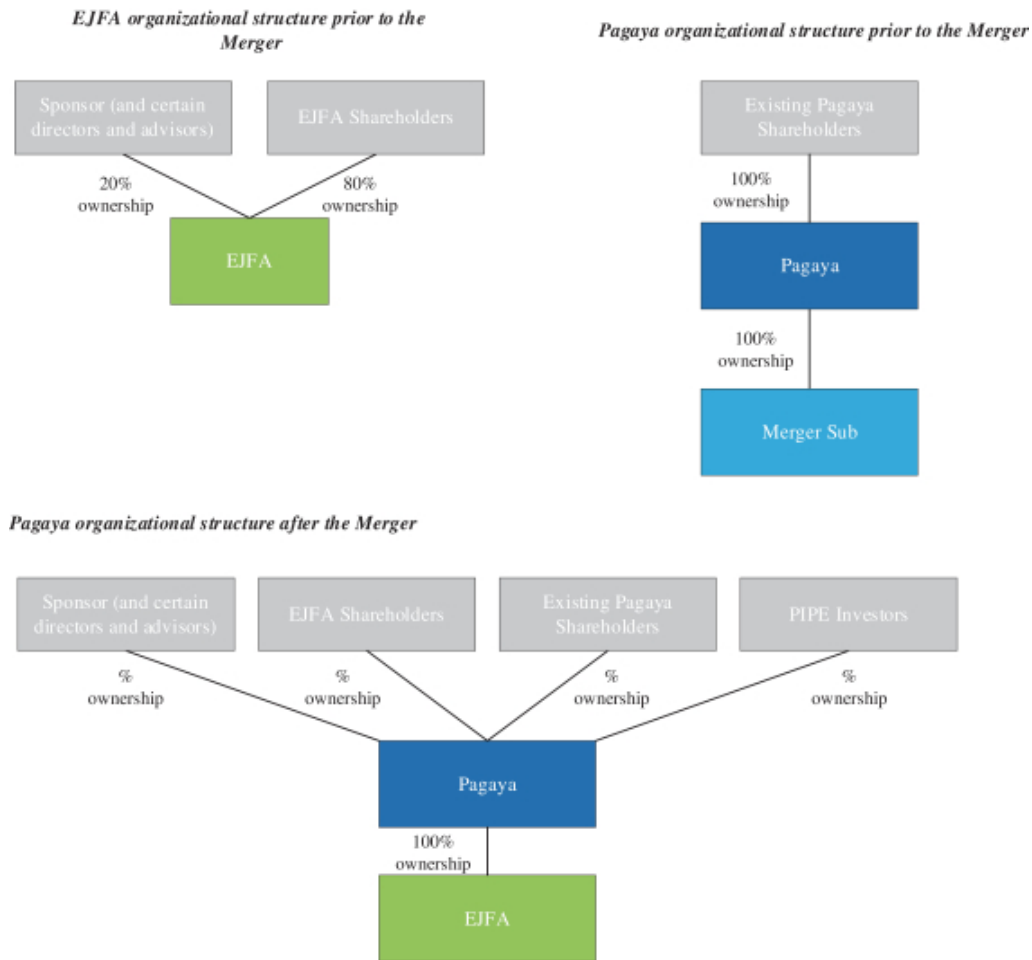 EJFA organizational structure prior to the
Merger
Pagaya organizational structure prior to the Merger
Sponsor (and certain
directors and advisors)
EJFA Shareholders
Existing Pagaya
Shareholders
20%
ownership
80%
ownership
100%
ownership
EJFA
Pagaya
100%
ownership
Merger Sub
Pagaya organizational structure after the Merger
Sponsor (and certain
directors and advisors)
EJFA Shareholders
Existing Pagaya
Shareholders
PIPE Investors
%
ownership
%
ownership
%
ownership
%
ownership
Pagaya
100%
ownership
EJFA